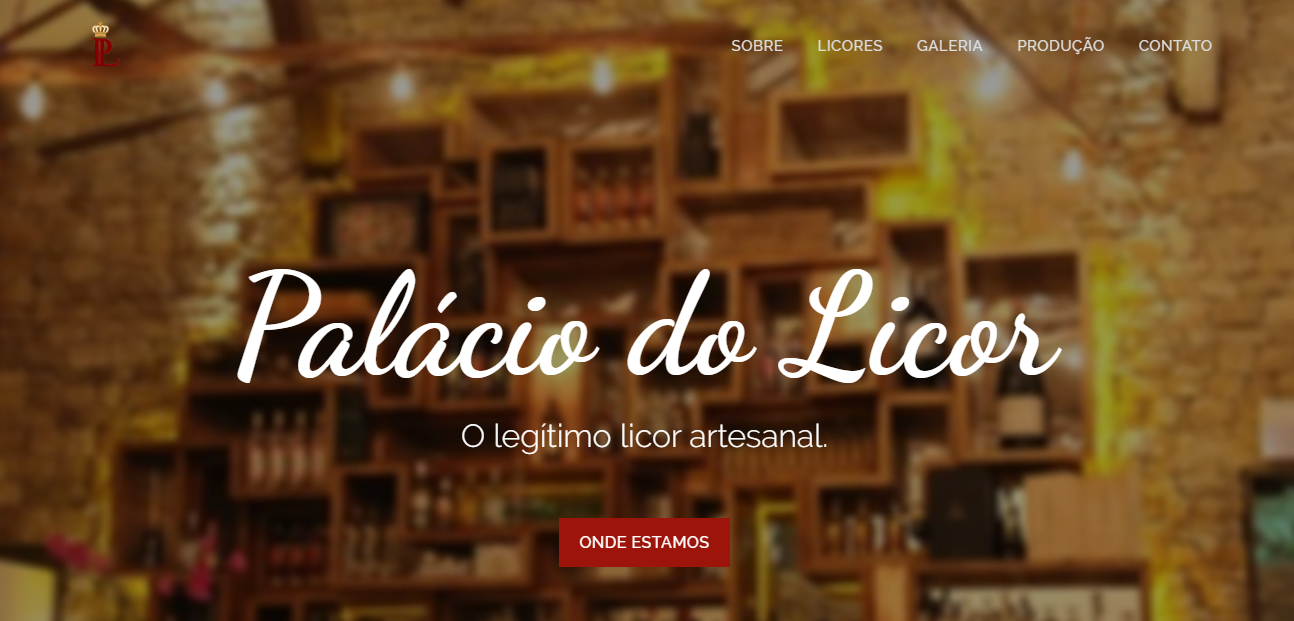 PL
SOBRE LICORES GALERIA PRODUÇÃO CONTATO
Palácio do Licor
O legítimo licor artesanal.
ONDE ESTAMOS